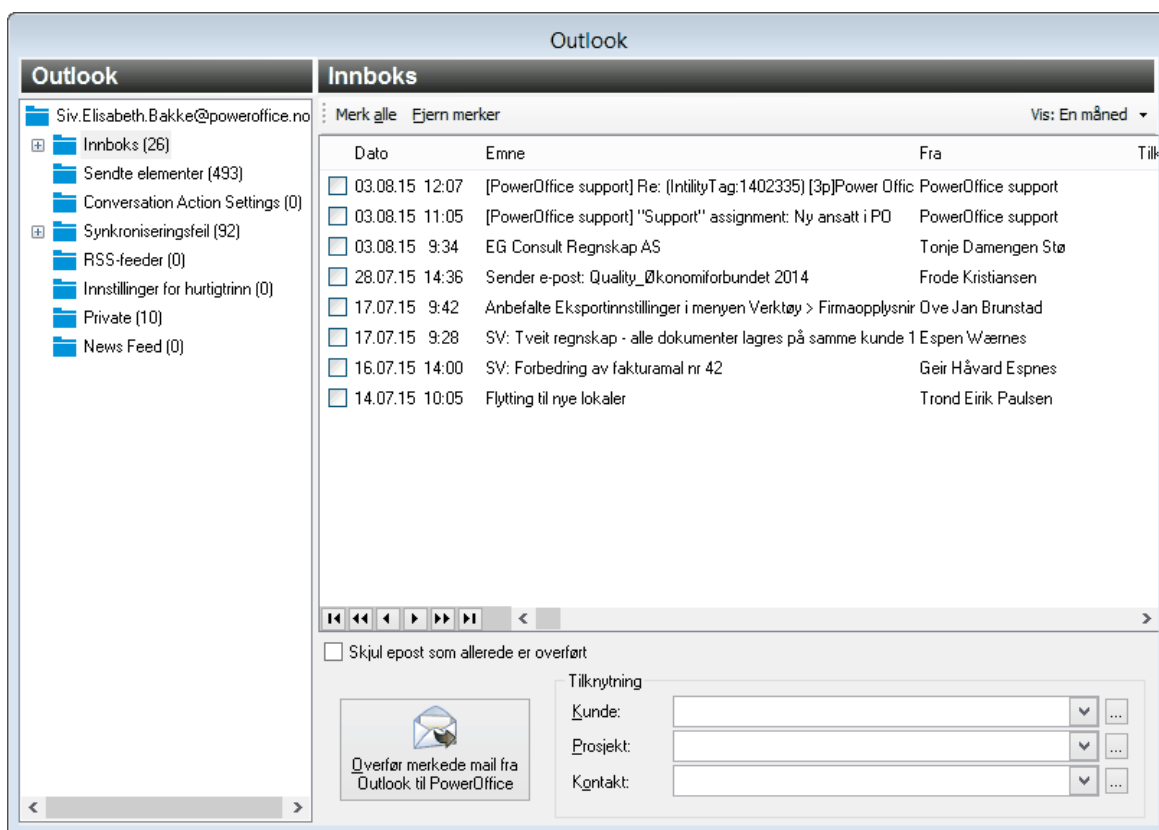 Outlook
Outlook
Innboks
Siv.Elisabeth.Bakke@poweroffice.no
Innboks (26)
Sendte elementer (493)
Conversation Action Settings (0)
Synkroniseringsfeil (92)
RSS-feeder (0)
Innstillinger for hurtigtrinn (0)
Private (10)
News Feed (0)
Merk alle Fjern merker Vis: En måned
Dato Emne Fra Tilk
03.08.15 12:07 [PowerOffice support] Re: (IntilityTag:1402335) [3p]Power Offic PowerOffice support
03.08.15 11:05 [PowerOffice support] "Support" assignment: Ny ansatt i PO PowerOffice support
03.08.15 9:34 EG Consult Regnskap AS Tonje Damengen Stø
28.07.15 14:36 Sender e-post: Quality_Økonomiforbundet 2014 Frode Kristiansen
17.07.15 9:42 Anbefalte Eksportinnstillinger i menyen Verktøy > Firmaopplysnir Ove Jan Brunstad
17.07.15 9:28 SV: Tveit regnskap - alle dokumenter lagres på samme kunde 1 Espen Wærnes
16.07.15 14:00 SV: Forbedring av fakturamal nr 42 Geir Håvard Espnes
14.07.15 10:05 Flytting til nye lokaler Trond Eirik Paulsen
Skjul epost som allerede er overført
Overfør merkede mail fra
Outlook til PowerOffice
Tilknytning
Kunde:
...
Prosjekt:
...
Kontakt:
...